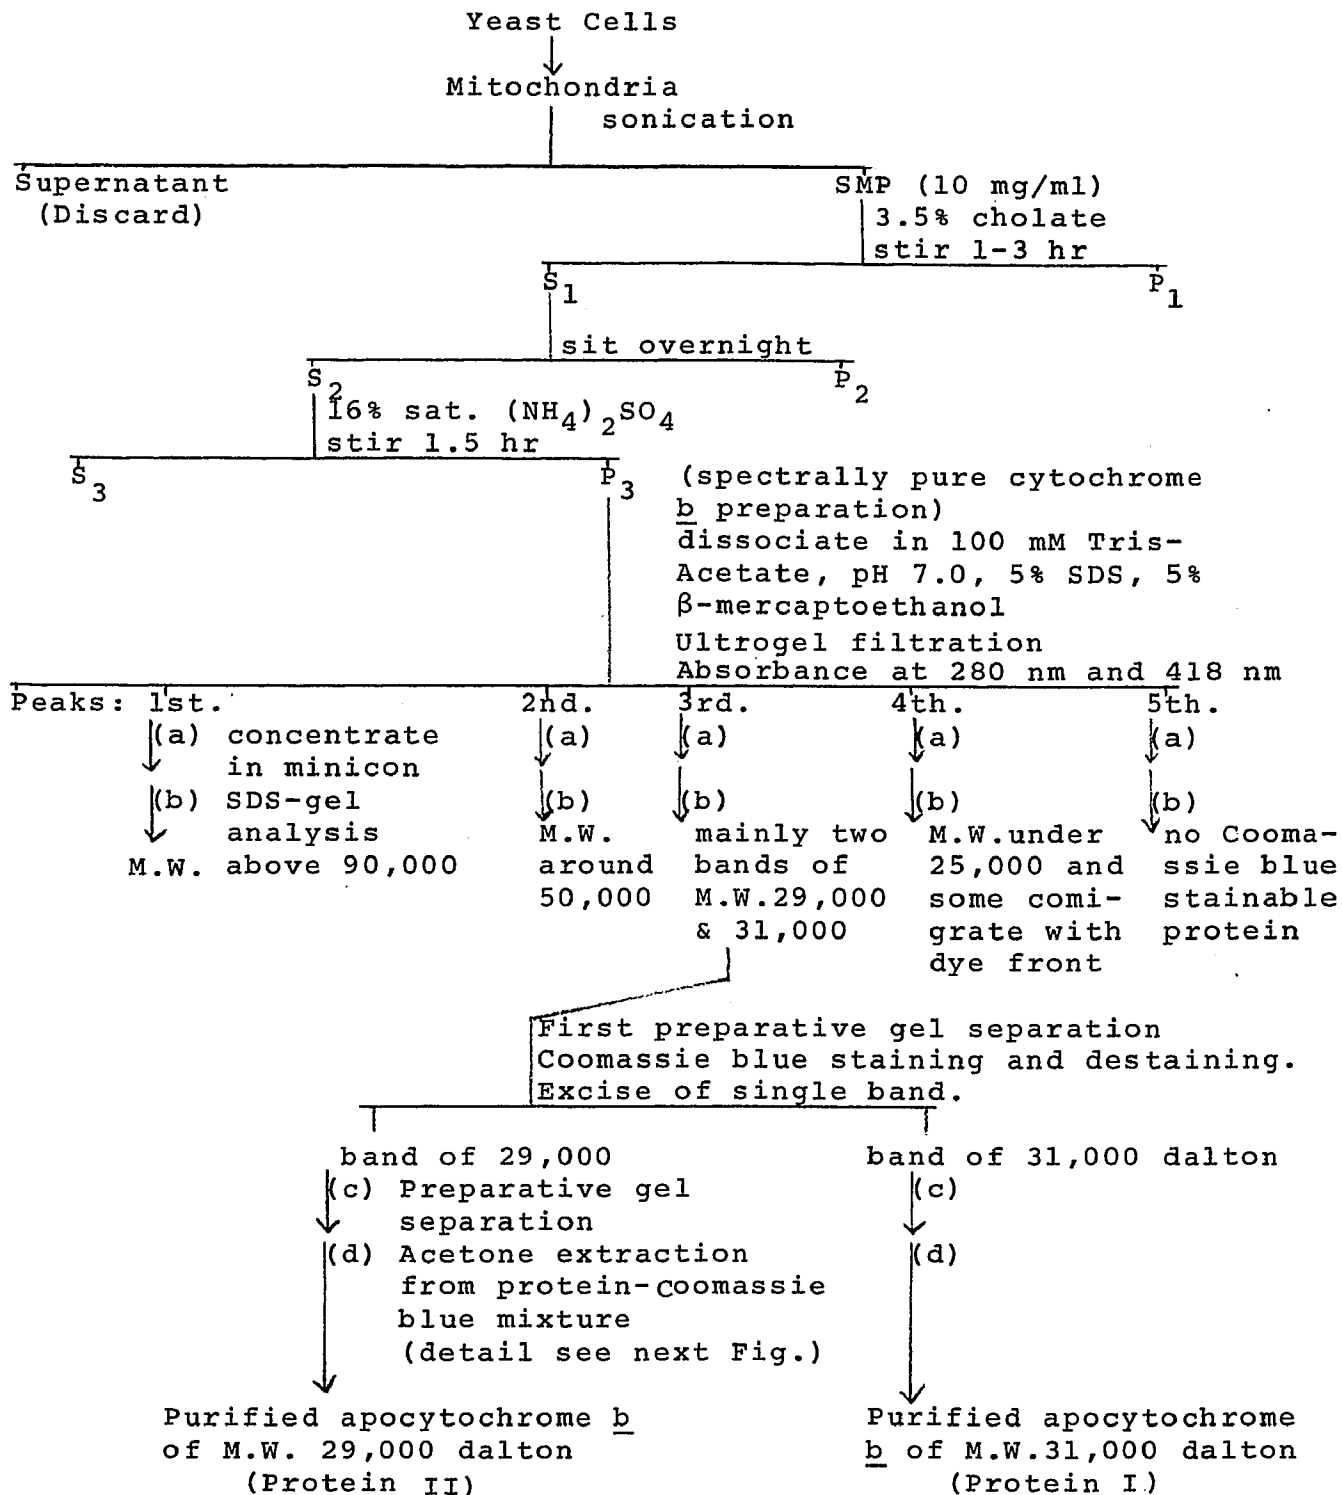 Yeast Cells
Mitochondria
sonication
Supernatant
(Discard)
SMP (10 mg/ml)
3.5% cholate
stir 1-3 hr
S1
P1
sit overnight
S2
P2
16% sat. (NH4)2SO4
stir 1.5 hr
S3
P3
(spectrally pure cytochrome
b preparation)
dissociate in 100 mM Tris-
Acetate, pH 7.0, 5% SDS, 5%
β-mercaptoethanol
Ultrogel filtration
Absorbance at 280 nm and 418 nm
Peaks: 1st. 2nd. 3rd. 4th. 5th.
(a) concentrate
in minicon
(b) SDS-gel
analysis
M.W. above 90,000
(a)
(b)
M.W.
around
50,000
(a)
(b)
mainly two
bands of
M.W.29,000
& 31,000
(a)
(b)
M.W.under
25,000 and
some comi-
grate with
dye front
(a)
(b)
no Cooma-
ssie blue
stainable
protein
First preparative gel separation
Coomassie blue staining and destaining.
Excise of single band.
band of 29,000
(c) Preparative gel
separation
(d) Acetone extraction
from protein-coomassie
blue mixture
(detail see next Fig.)
Purified apocytochrome b
of M.W. 29,000 dalton
(Protein II)
band of 31,000 dalton
(c)
(d)
Purified apocytochrome
b of M.W.31,000 dalton
(Protein I)